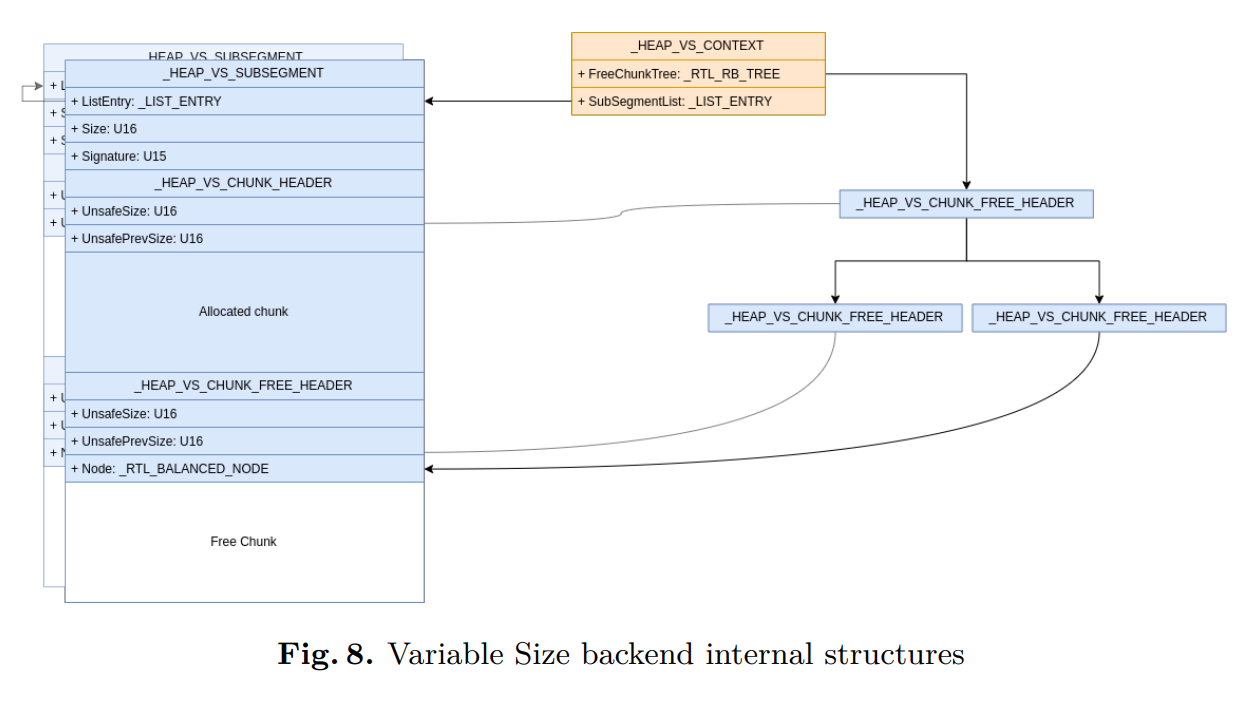 HEAP_VS_SUBSEGMENT
_HEAP_VS_SUBSEGMENT
+ ListEntry: _LIST_ENTRY
+ Size: U16
+ Signature: U15
_HEAP_VS_CHUNK_HEADER
+ UnsafeSize: U16
+ UnsafePrevSize: U16
Allocated chunk
_HEAP_VS_CHUNK_FREE_HEADER
+ UnsafeSize: U16
+ UnsafePrevSize: U16
+ Node: _RTL_BALANCED_NODE
Free Chunk
_HEAP_VS_CONTEXT
+ FreeChunkTree: _RTL_RB_TREE
+ SubSegmentList: _LIST_ENTRY
_HEAP_VS_CHUNK_FREE_HEADER
_HEAP_VS_CHUNK_FREE_HEADER
_HEAP_VS_CHUNK_FREE_HEADER
Fig. 8. Variable Size backend internal structures